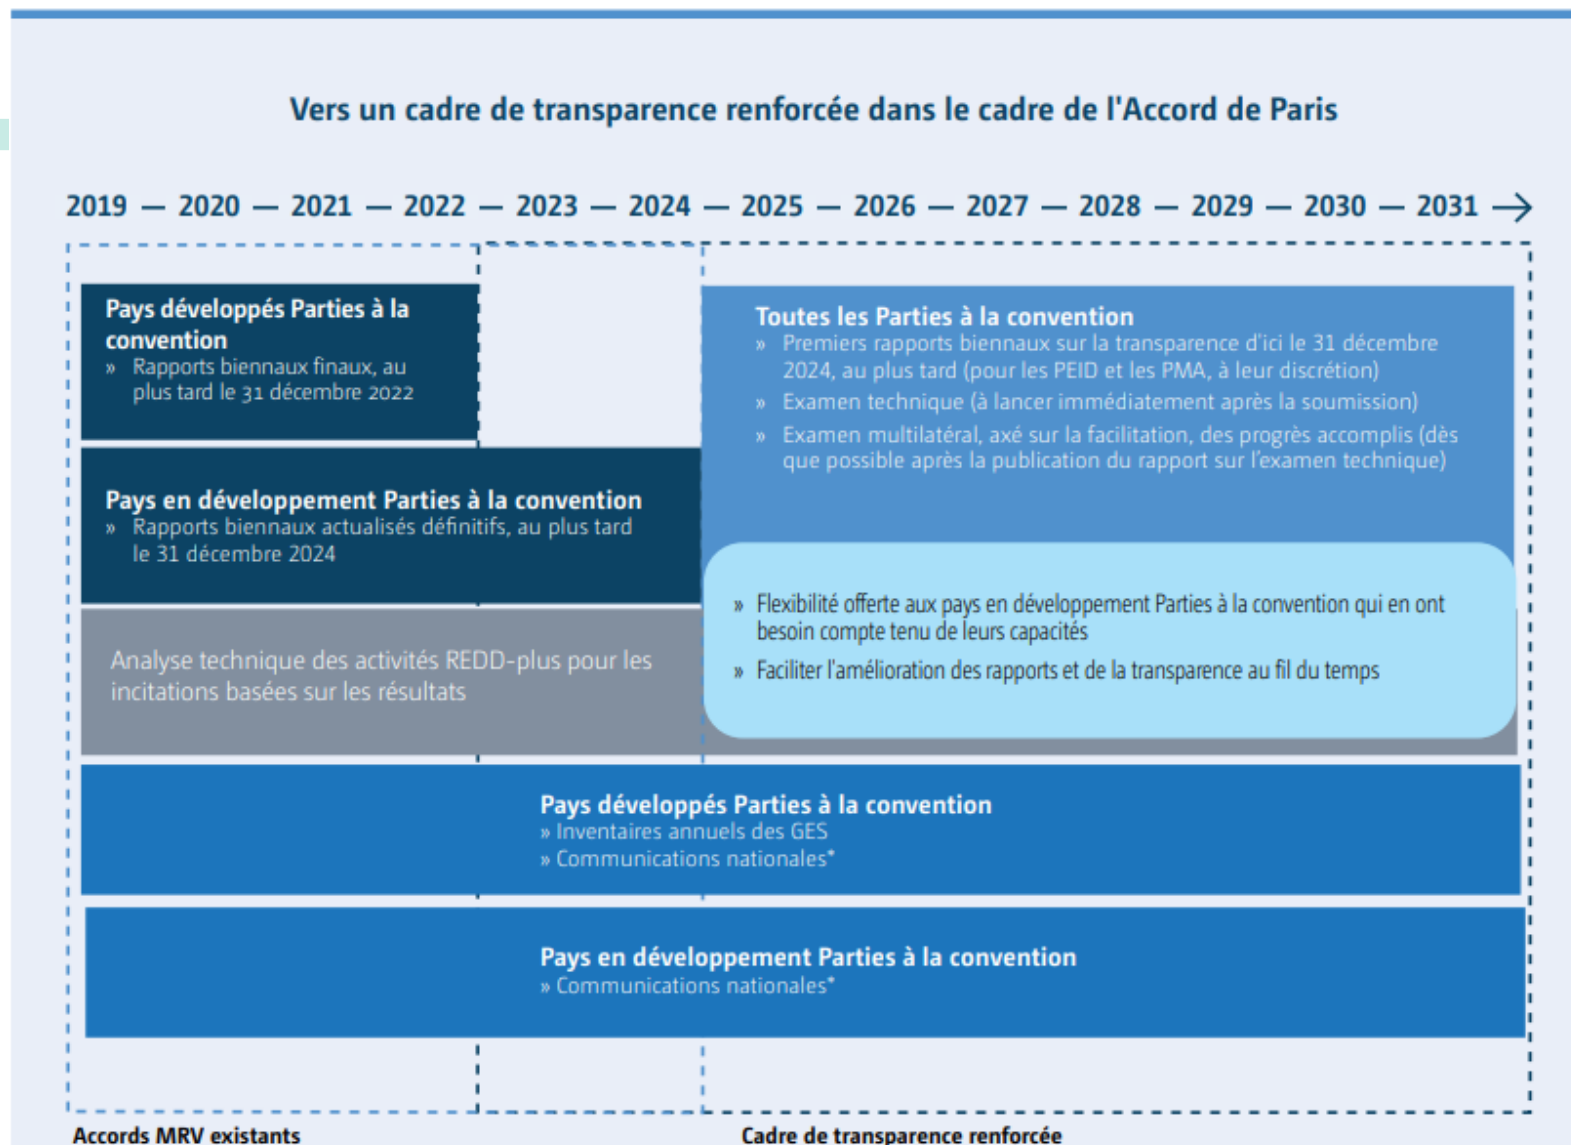 Vers un cadre de transparence renforcée dans le cadre de l'Accord de Paris
2019 — 2020 — 2021 — 2022 — 2023 — 2024 — 2025 — 2026 — 2027 — 2028 — 2029 — 2030 — 2031 →
Pays développés Parties à la
convention
» Rapports biennaux finaux, au
plus tard le 31 décembre 2022
Toutes les Parties à la convention
» Premiers rapports biennaux sur la transparence d'ici le 31 décembre
2024, au plus tard (pour les PEID et les PMA, à leur discrétion)
» Examen technique (à lancer immédiatement après la soumission)
» Examen multilatéral, axé sur la facilitation, des progrès accomplis (dès
que possible après la publication du rapport sur l’examen technique)
Pays en développement Parties à la convention
» Rapports biennaux actualisés définitifs, au plus tard
le 31 décembre 2024
» Flexibilité offerte aux pays en développement Parties à la convention qui en ont
besoin compte tenu de leurs capacités
» Faciliter l'amélioration des rapports et de la transparence au fil du temps
Analyse technique des activités REDD-plus pour les
incitations basées sur les résultats
Pays développés Parties à la convention
» Inventaires annuels des GES
» Communications nationales*
Pays en développement Parties à la convention
» Communications nationales*
Accords MRV existants
Cadre de transparence renforcée